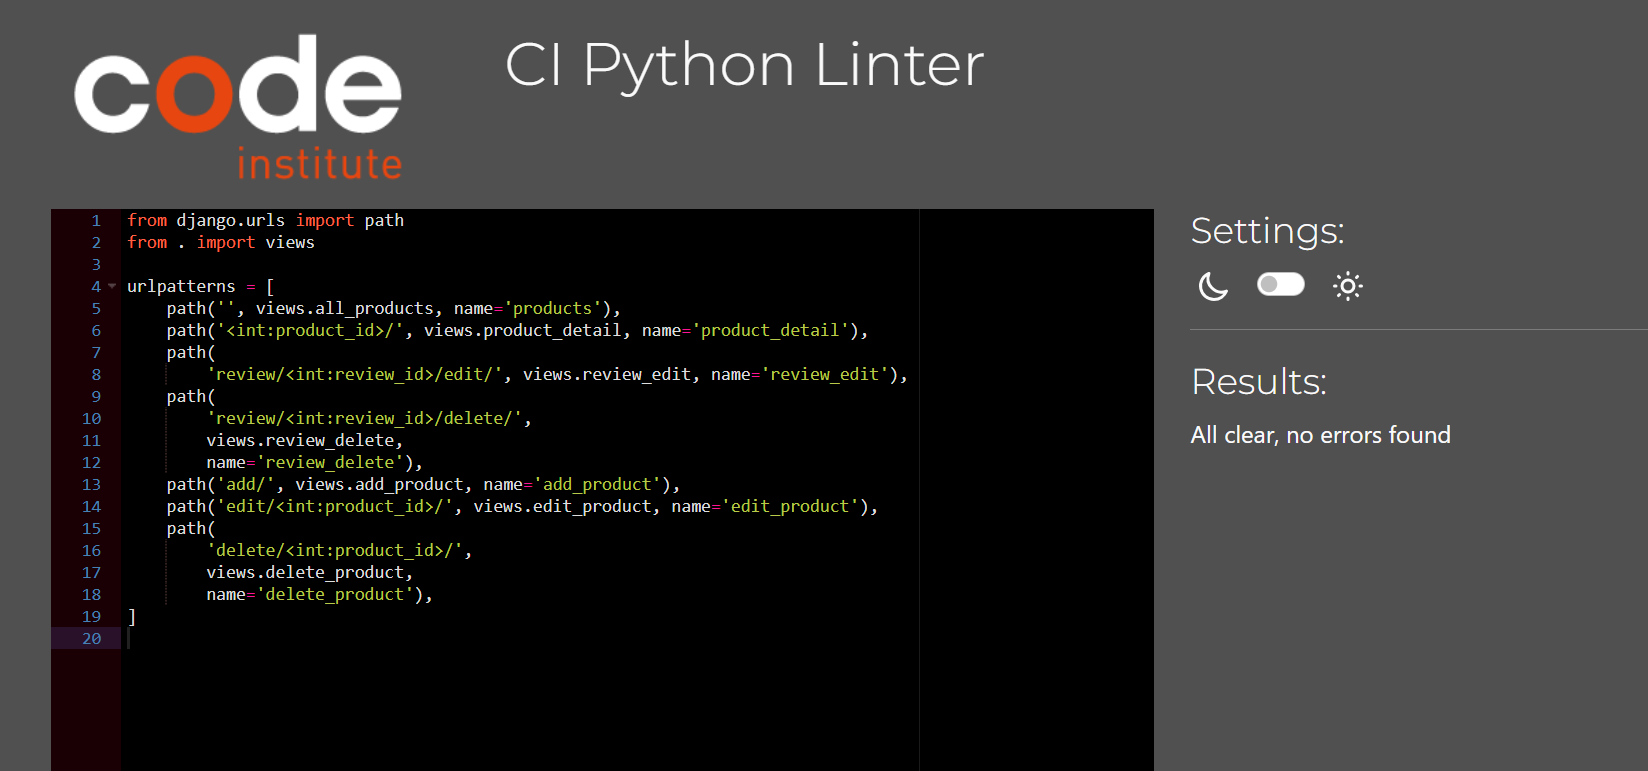 code
institute
CI Python Linter
1 from django.urls import path
2 from . import views
3
4 urlpatterns = [
5     path('', views.all_products, name='products'),
6     path('<int:product_id>/', views.product_detail, name='product_detail'),
7     path(
8         'review/<int:review_id>/edit/', views.review_edit, name='review_edit'),
9     path(
10         'review/<int:review_id>/delete/',
11         views.review_delete,
12         name='review_delete'),
13     path('add/', views.add_product, name='add_product'),
14     path('edit/<int:product_id>/', views.edit_product, name='edit_product'),
15     path(
16         'delete/<int:product_id>/',
17         views.delete_product,
18         name='delete_product'),
19 ]
20
Settings:
Results:
All clear, no errors found